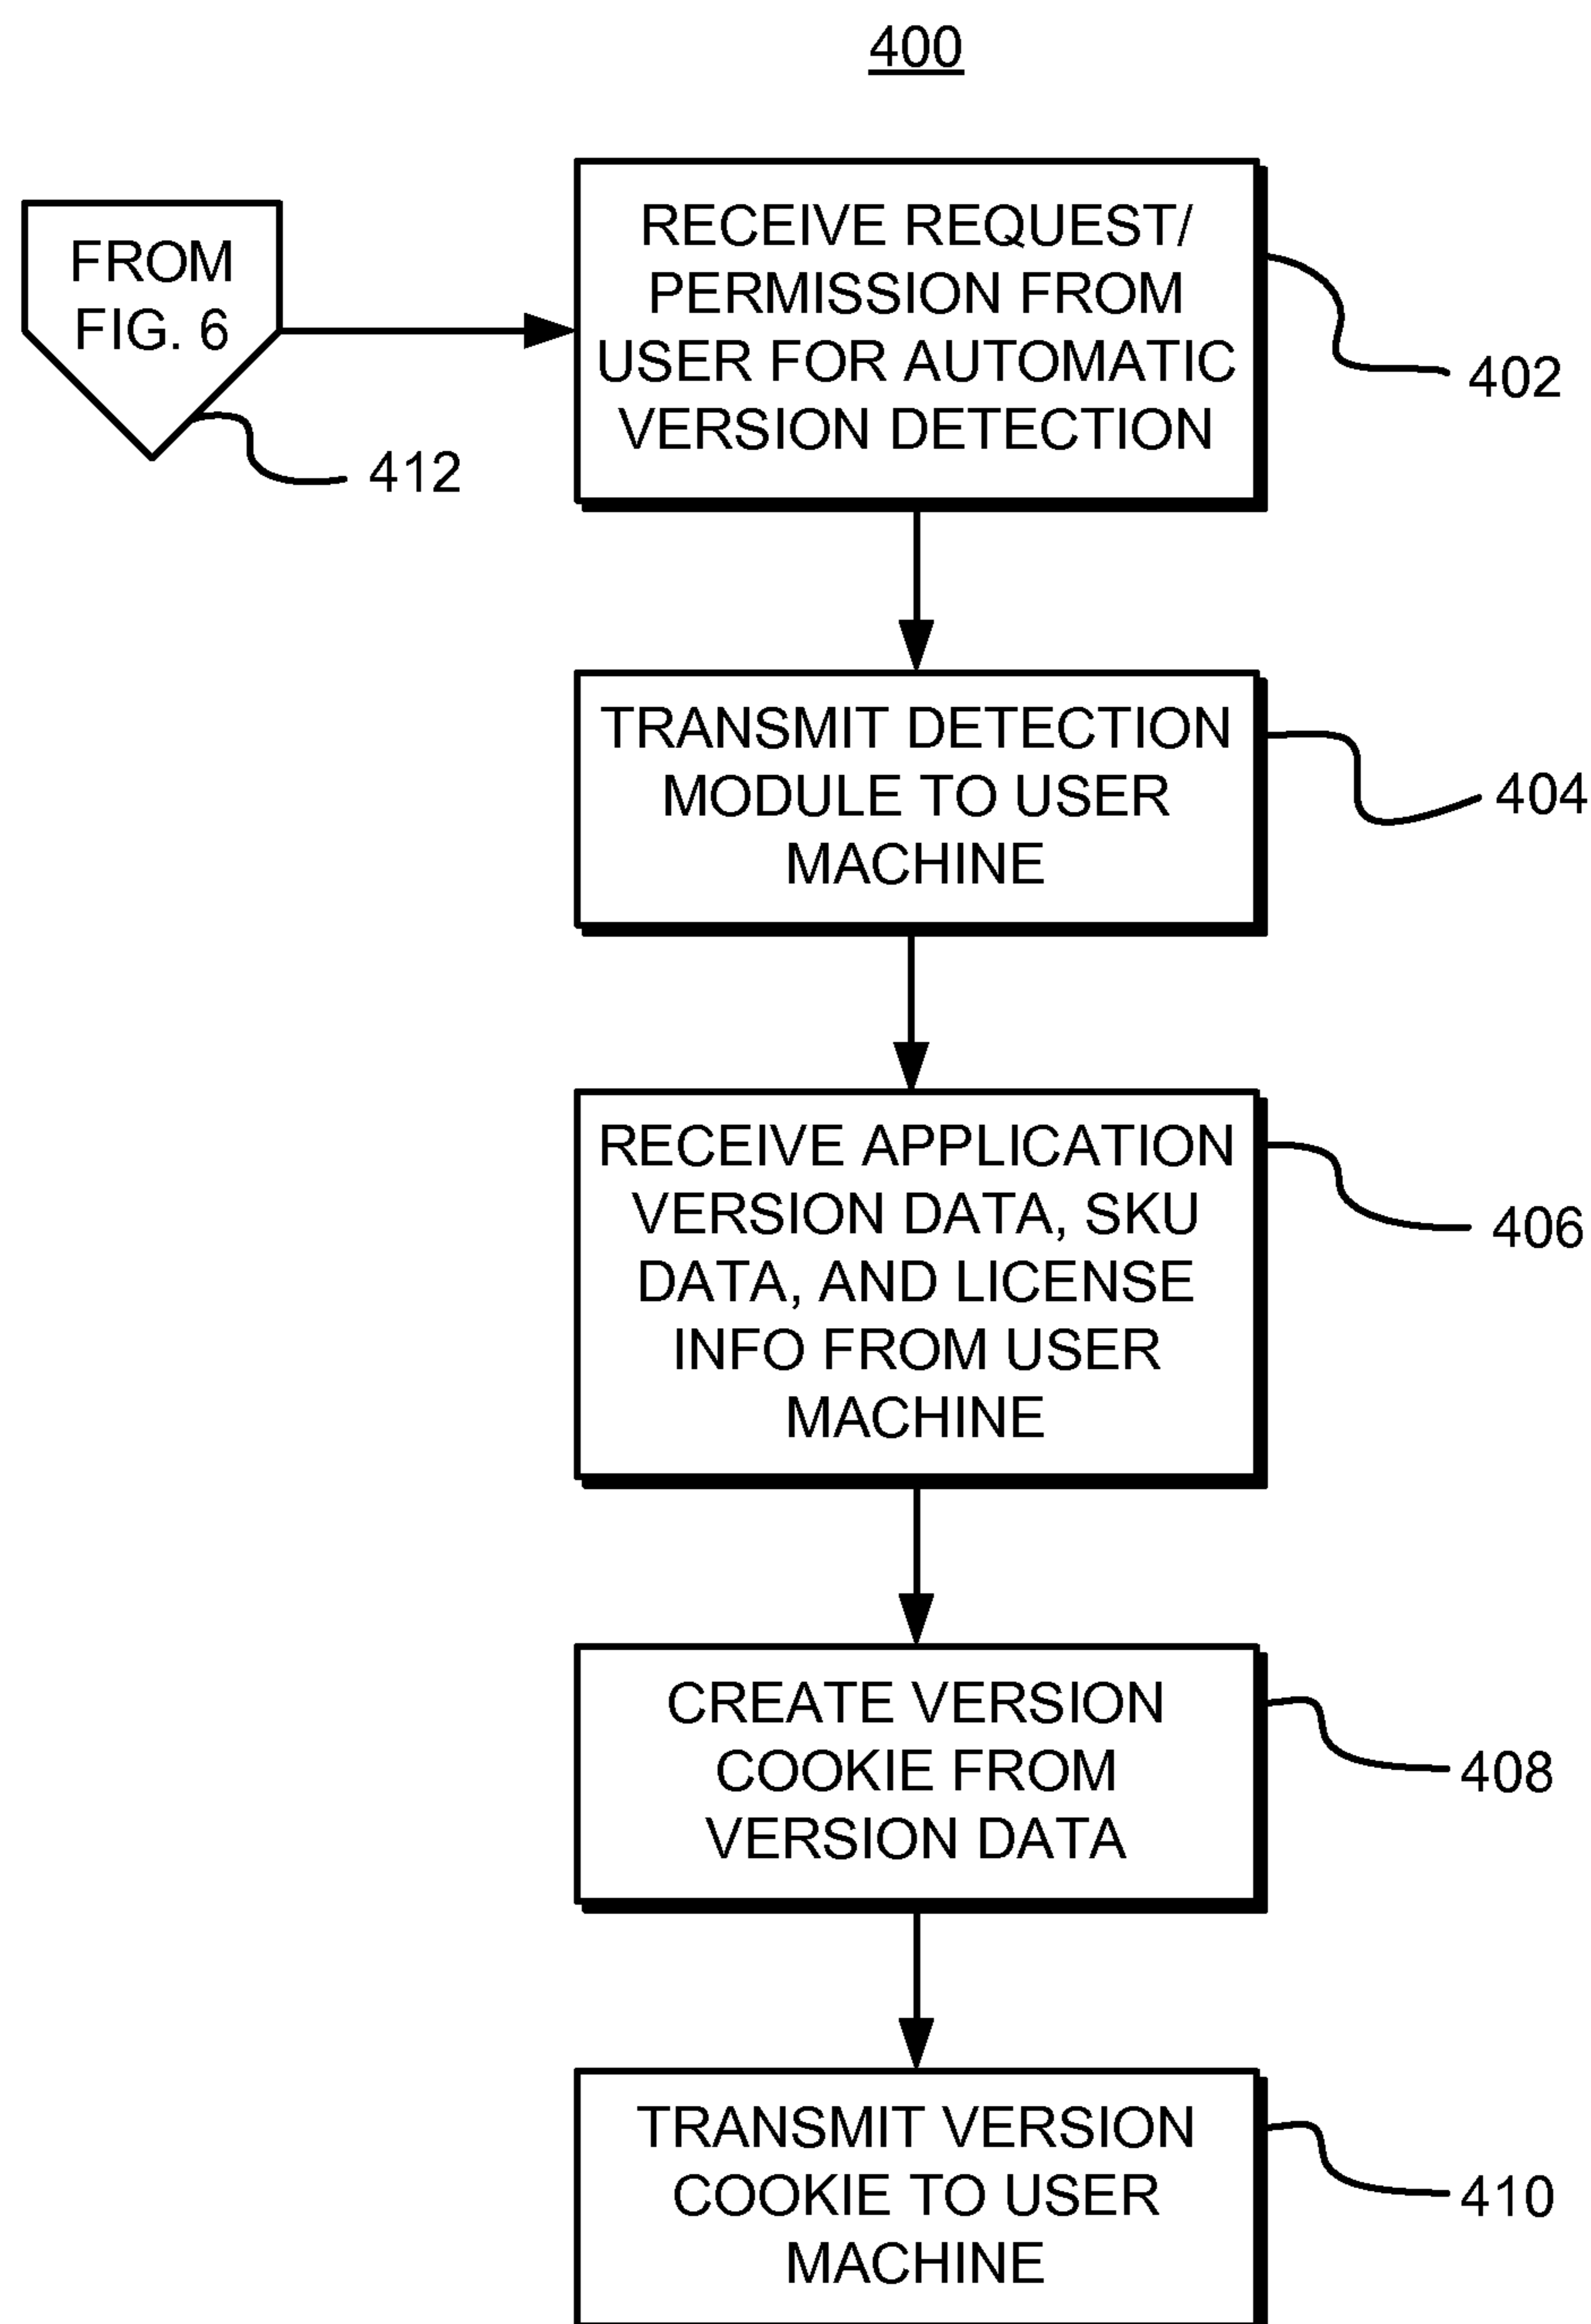 400
FROM
FIG. 6
412
RECEIVE REQUEST/
PERMISSION FROM
USER FOR AUTOMATIC
VERSION DETECTION
402
TRANSMIT DETECTION
MODULE TO USER
MACHINE
404
RECEIVE APPLICATION
VERSION DATA, SKU
DATA, AND LICENSE
INFO FROM USER
MACHINE
406
CREATE VERSION
COOKIE FROM
VERSION DATA
408
TRANSMIT VERSION
COOKIE TO USER
MACHINE
410